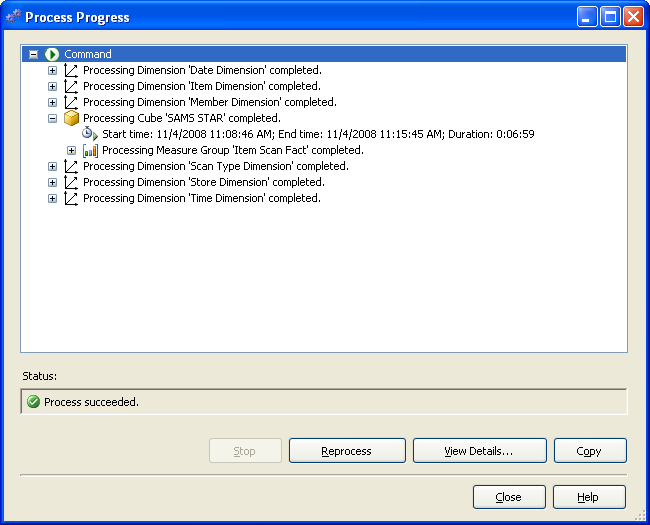 Process Progress
Command
Processing Dimension 'Date Dimension' completed.
Processing Dimension 'Item Dimension' completed.
Processing Dimension 'Member Dimension' completed.
Processing Cube 'SAMS STAR' completed.
Start time: 11/4/2008 11:08:46 AM; End time: 11/4/2008 11:15:45 AM; Duration: 0:06:59
Processing Measure Group 'Item Scan Fact' completed.
Processing Dimension 'Scan Type Dimension' completed.
Processing Dimension 'Store Dimension' completed.
Processing Dimension 'Time Dimension' completed.
Status:
Process succeeded.
Stop Reprocess View Details... Copy
Close Help